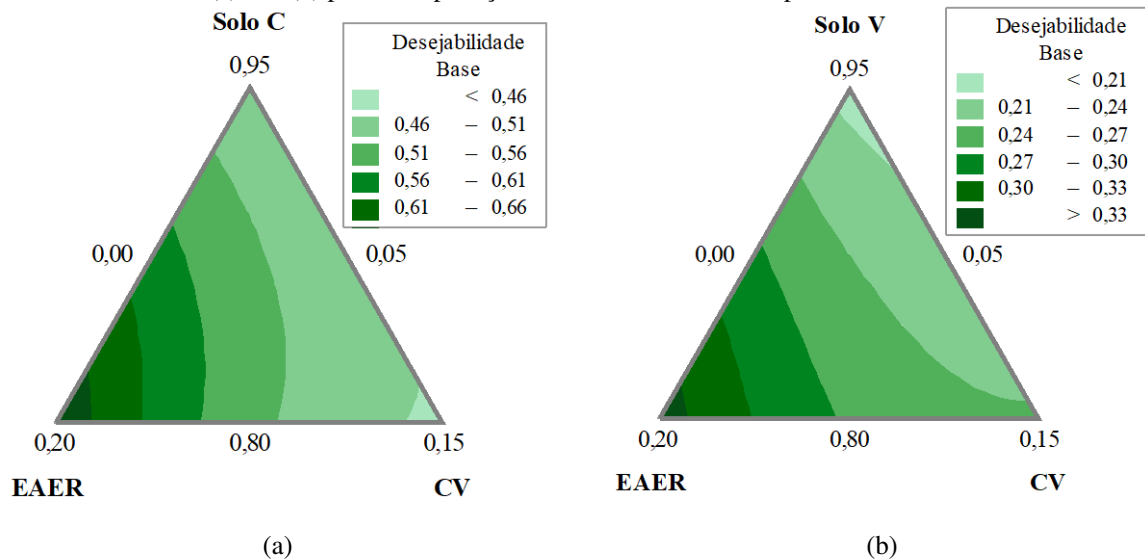 Solo C
0,95
Desejabilidade
Base
< 0,46
0,46 – 0,51
0,51 – 0,56
0,56 – 0,61
0,61 – 0,66
0,00
0,05
0,20
0,80
0,15
EAER
CV
(a)
Solo V
0,95
Desejabilidade
Base
< 0,21
0,21 – 0,24
0,24 – 0,27
0,27 – 0,30
0,30 – 0,33
> 0,33
0,00
0,05
0,20
0,80
0,15
EAER
CV
(b)